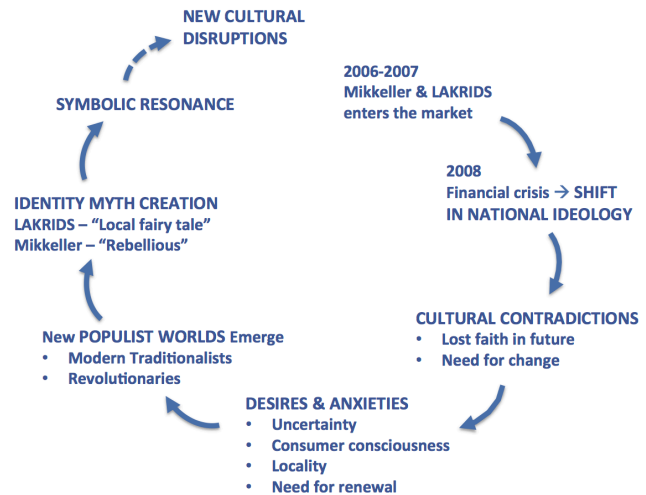 2006-2007
Mikkeller & LAKRIDS
enters the market
2008
Financial crisis → SHIFT
IN NATIONAL IDEOLOGY
CULTURAL CONTRADICTIONS
• Lost faith in future
• Need for change
DESIRES & ANXIETIES
• Uncertainty
• Consumer consciousness
• Locality
• Need for renewal
New POPULIST WORLDS Emerge
• Modern Traditionalists
• Revolutionaries
IDENTITY MYTH CREATION
LAKRIDS – “Local fairy tale”
Mikkeller – “Rebellious”
SYMBOLIC RESONANCE
NEW CULTURAL
DISRUPTIONS